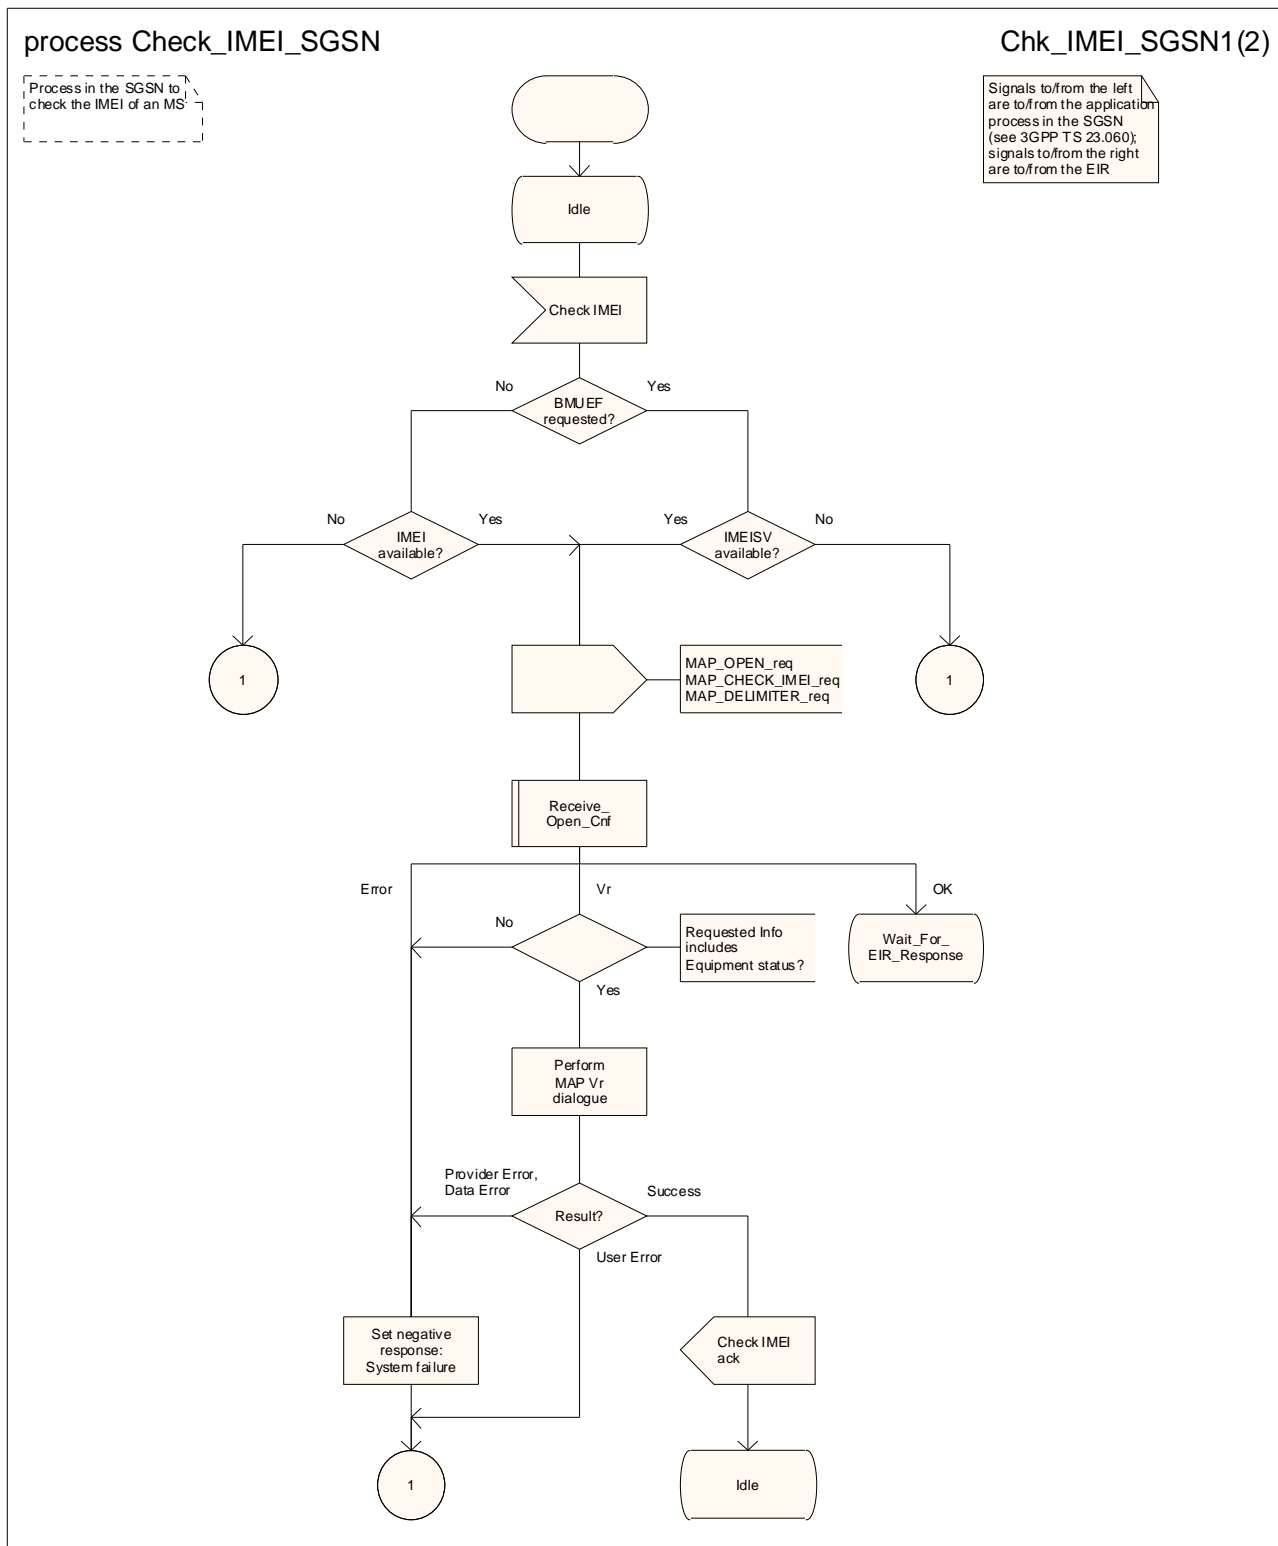 process Check_IMEI_SGSN
Chk_IMEI_SGSN1(2)
Process in the SGSN to
check the IMEI of an MS
Signals to/from the left
are to/from the application
process in the SGSN
(see 3GPP TS 23.060);
signals to/from the right
are to/from the EIR
Idle
Check IMEI
No
Yes
BMUEF
requested?
No
Yes
Yes
No
IMEI
available?
IMEISV
available?
1
MAP_OPEN_req
MAP_CHECK_IMEI_req
MAP_DELIMITER_req
1
Receive_
Open_Cnf
Error
Vr
OK
No
Requested Info
includes
Equipment status?
Wait_For_
EIR_Response
Yes
Perform
MAP Vr
dialogue
Provider Error,
Data Error
Success
Result?
User Error
Set negative
response:
System failure
Check IMEI
ack
1
Idle